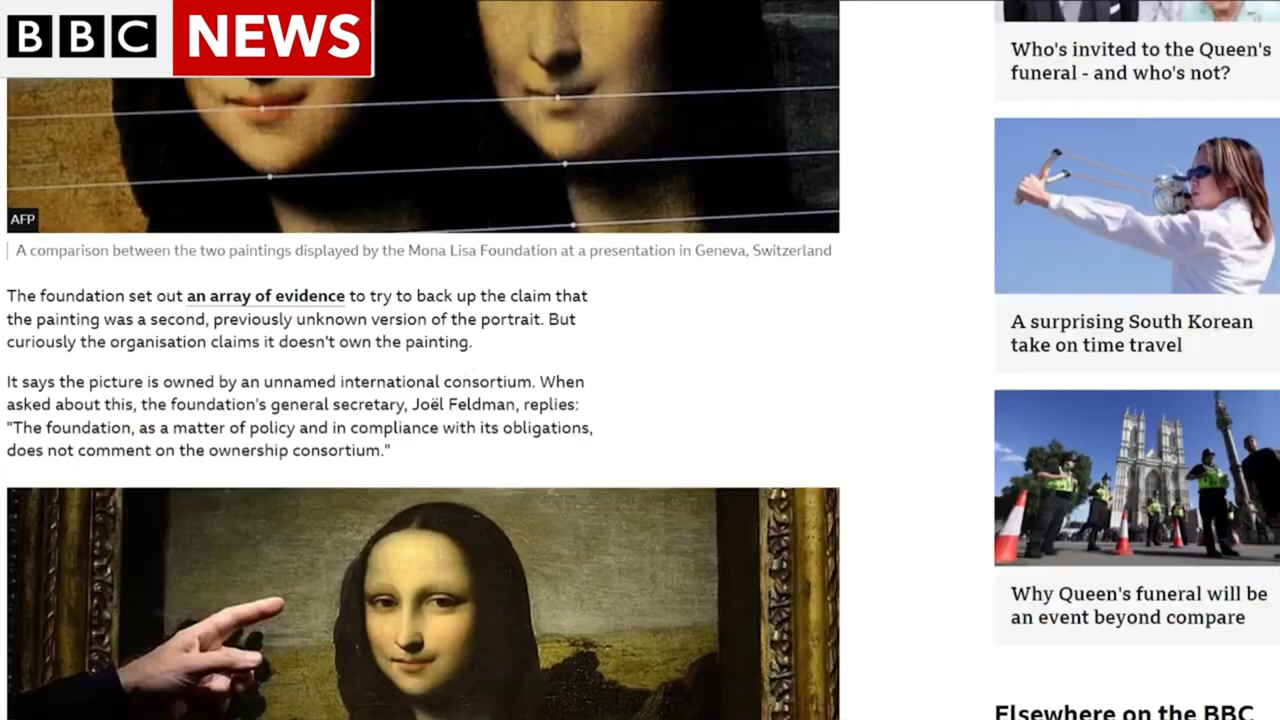 BBC NEWS
AFP
A comparison between the two paintings displayed by the Mona Lisa Foundation at a presentation in Geneva, Switzerland
The foundation set out an array of evidence to try to back up the claim that
the painting was a second, previously unknown version of the portrait. But
curiously the organisation claims it doesn't own the painting.
It says the picture is owned by an unnamed international consortium. When
asked about this, the foundation's general secretary, Joël Feldman, replies:
"The foundation, as a matter of policy and in compliance with its obligations,
does not comment on the ownership consortium."
Who's invited to the Queen's
funeral - and who's not?
A surprising South Korean
take on time travel
Why Queen's funeral will be
an event beyond compare
Elsewhere on the BBC